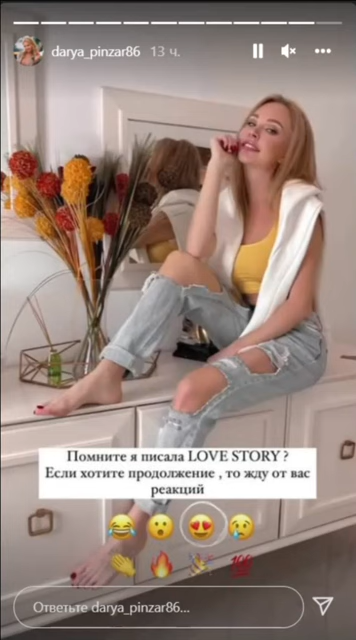 darya_pinzar86 13 ч.
Помните я писала LOVE STORY ?
Если хотите продолжение , то жду от вас
реакций
Ответьте darya_pinzar86...